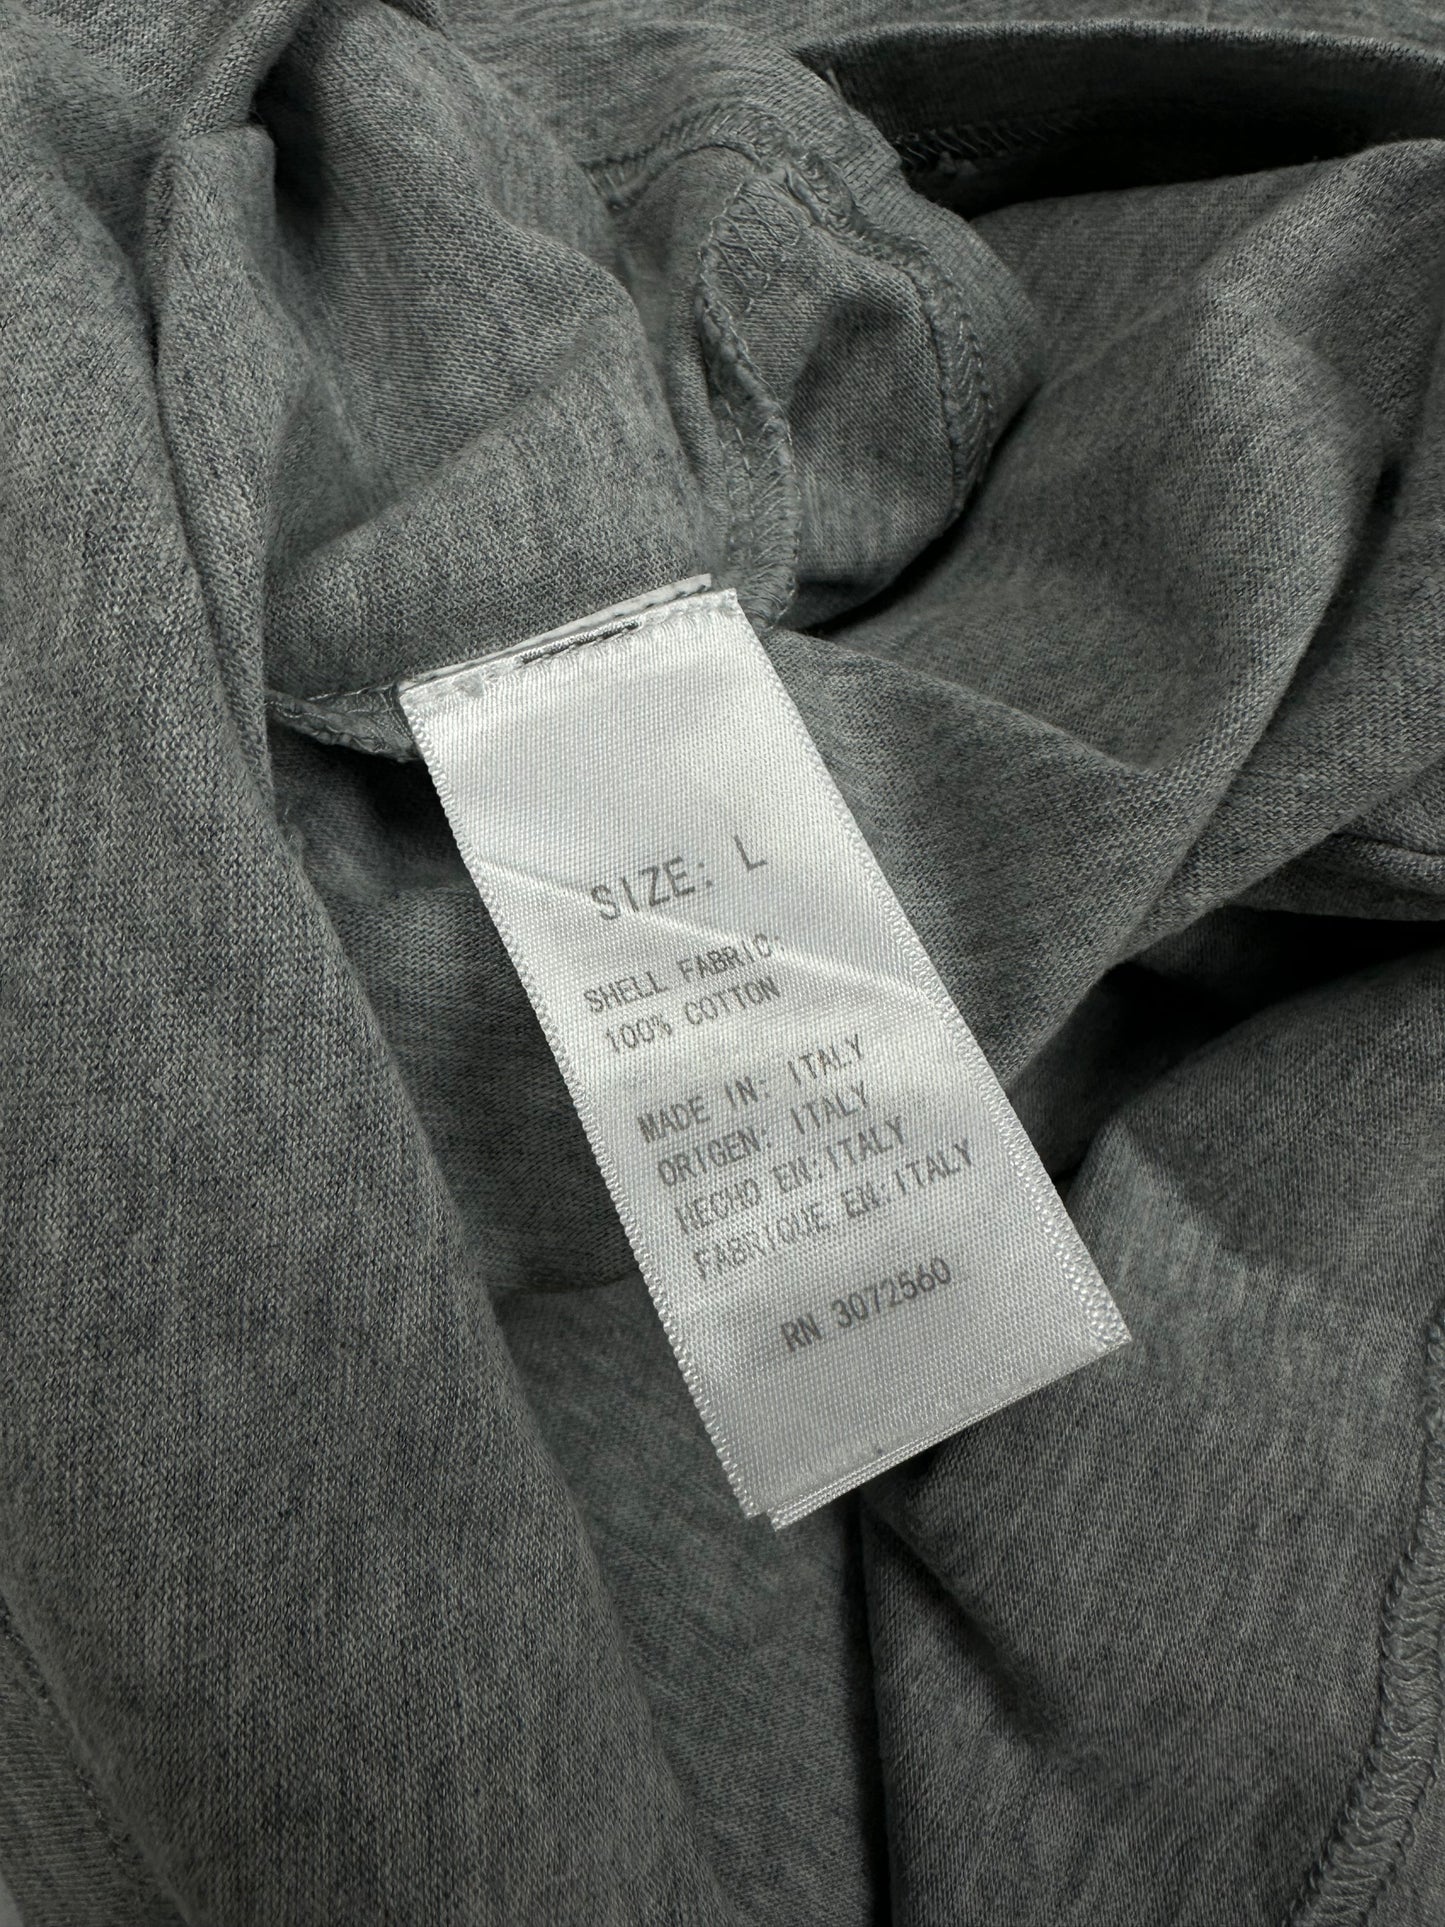 SIZE: L
SHELL FABRIC:
100% COTTON
MADE IN: ITALY
ORIGEN: ITALY
HECHO EN:ITALY
FABRIQUE EN:ITALY
RN 3072560